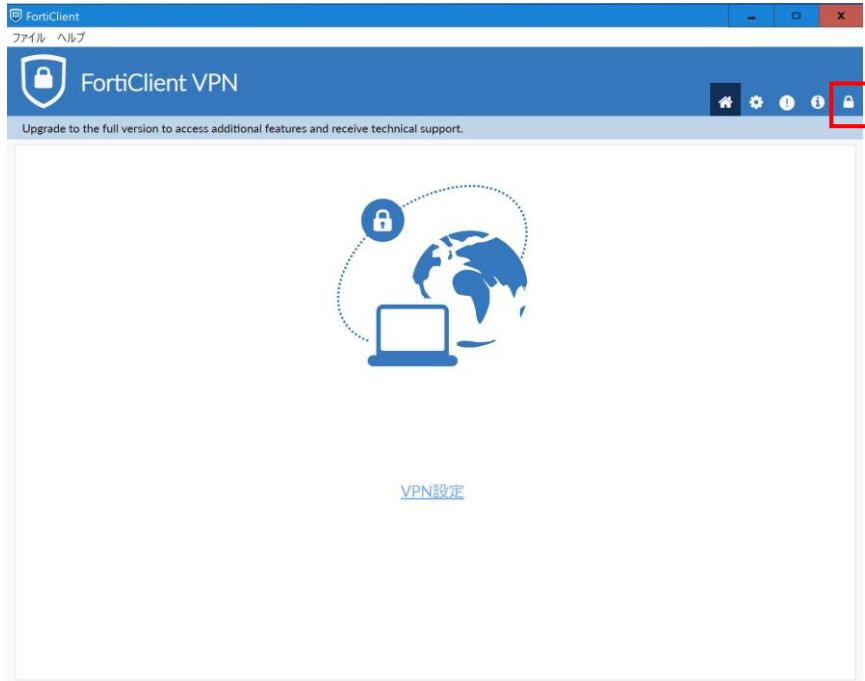 FortiClient
ファイル ヘルプ
FortiClient VPN
Upgrade to the full version to access additional features and receive technical support.
VPN設定